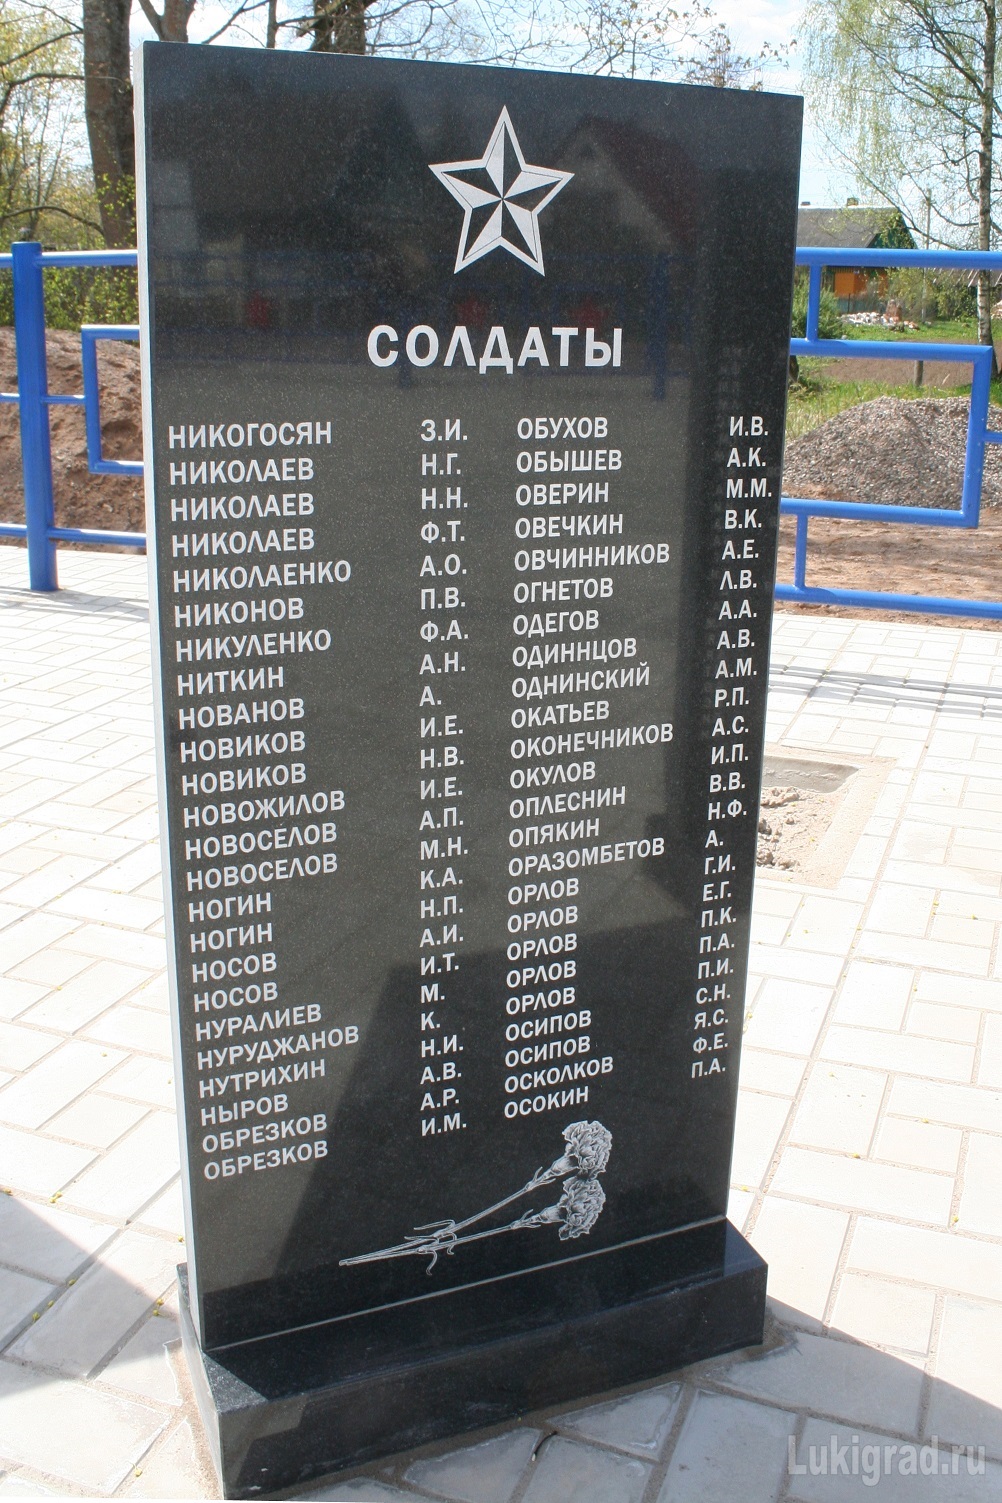 СОЛДАТЫ
НИКОГОСЯН З.И.
НИКОЛАЕВ Н.Г.
НИКОЛАЕВ Н.Н.
НИКОЛАЕВ Ф.Т.
НИКОЛАЕНКО А.О.
НИКОНОВ П.В.
НИКУЛЕНКО Ф.А.
НИТКИН А.Н.
НОВАНОВ А.
НОВИКОВ И.Е.
НОВИКОВ Н.В.
НОВОЖИЛОВ И.Е.
НОВОСЕЛОВ А.П.
НОВОСЕЛОВ М.Н.
НОГИН К.А.
НОГИН Н.П.
НОСОВ А.И.
НОСОВ И.Т.
НУРАЛИЕВ М.
НУРУДЖАНОВ К.
НУТРИХИН Н.И.
НЫРОВ А.В.
ОБРЕЗКОВ А.Р.
ОБРЕЗКОВ И.М.
ОБУХОВ И.В.
ОБЫШЕВ А.К.
ОВЕРИН М.М.
ОВЕЧКИН В.К.
ОВЧИННИКОВ А.Е.
ОГНЕТОВ Л.В.
ОДЕГОВ А.А.
ОДИННЦОВ А.В.
ОДНИНСКИЙ А.М.
ОКАТЬЕВ Р.П.
ОКОНЕЧНИКОВ А.С.
ОКУЛОВ И.П.
ОПЛЕСНИН В.В.
ОПЯКИН Н.Ф.
ОРАЗОМБЕТОВ А.
ОРЛОВ Г.И.
ОРЛОВ Е.Г.
ОРЛОВ П.К.
ОРЛОВ П.А.
ОРЛОВ П.И.
ОСИПОВ С.Н.
ОСИПОВ Я.С.
ОСКОЛКОВ Ф.Е.
ОСОКИН П.А.
Lukigrad.ru